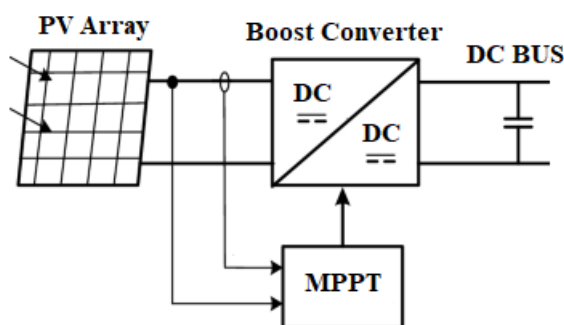 PV Array
Boost Converter
DC BUS
DC
DC
MPPT